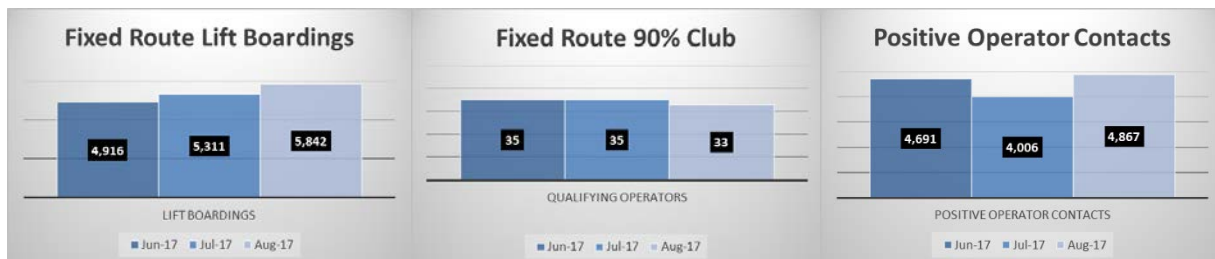 Fixed Route Lift Boardings
4,916
5,311
5,842
LIFT BOARDINGS
Jun-17 Jul-17 Aug-17
Fixed Route 90% Club
35
35
33
QUALIFYING OPERATORS
Jun-17 Jul-17 Aug-17
Positive Operator Contacts
4,691
4,006
4,867
POSITIVE OPERATOR CONTACTS
Jun-17 Jul-17 Aug-17